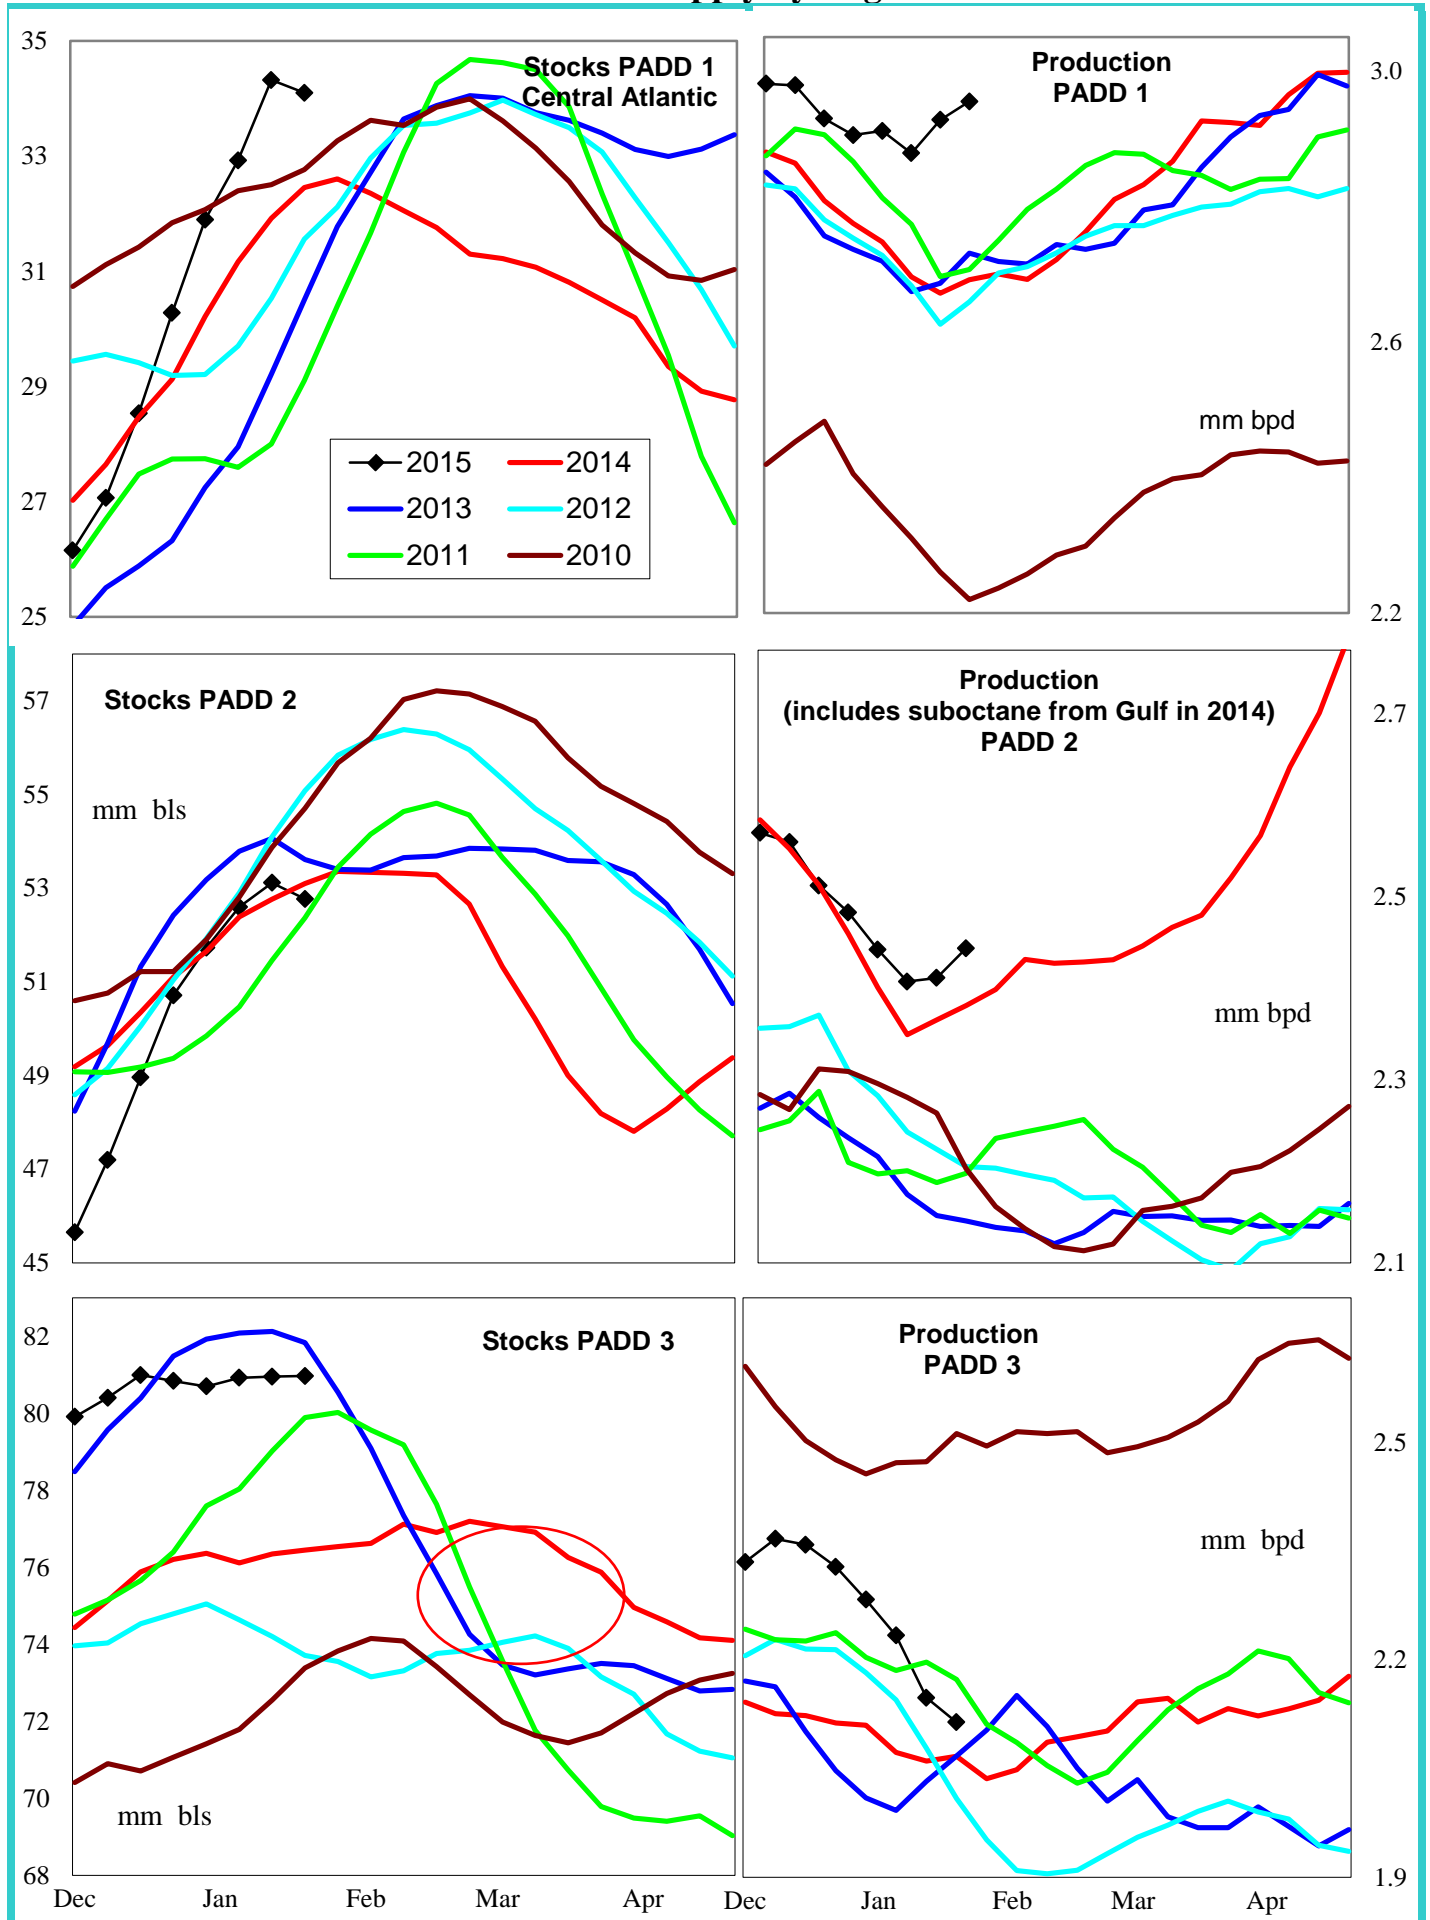 35
33
31
29
27
25
Stocks PADD 1
Central Atlantic
2015
2014
2013
2012
2011
2010
Production
PADD 1
mm bpd
3.0
2.6
2.2
57
55
53
51
49
47
45
Stocks PADD 2
mm bls
Production
(includes suboctane from Gulf in 2014)
PADD 2
mm bpd
2.7
2.5
2.3
2.1
82
80
78
76
74
72
70
68
Stocks PADD 3
mm bls
Dec Jan Feb Mar Apr
Production
PADD 3
mm bpd
2.5
2.2
1.9
Dec Jan Feb Mar Apr